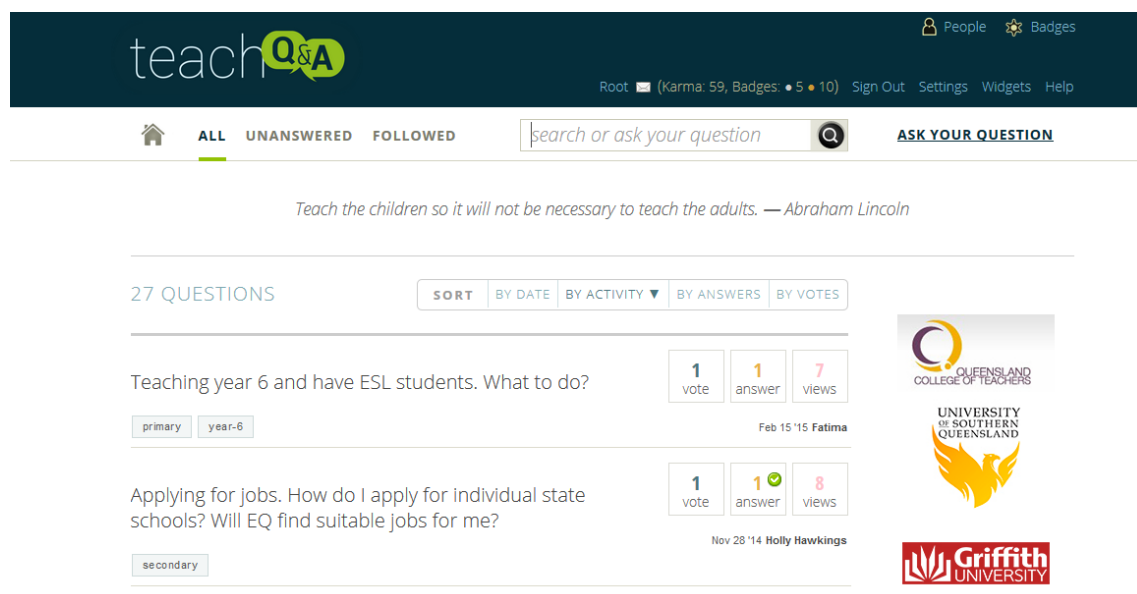 People Badges
teach Q&A
Root (Karma: 59, Badges: ● 5 ● 10) Sign Out Settings Widgets Help
ALL UNANSWERED FOLLOWED search or ask your question ASK YOUR QUESTION
Teach the children so it will not be necessary to teach the adults. — Abraham Lincoln
27 QUESTIONS SORT BY DATE BY ACTIVITY ▼ BY ANSWERS BY VOTES
Teaching year 6 and have ESL students. What to do?
1 1 7
vote answer views
primary year-6
Feb 15 '15 Fatima
Applying for jobs. How do I apply for individual state
schools? Will EQ find suitable jobs for me?
1 1 8
vote answer views
Nov 28 '14 Holly Hawkings
secondary
QUEENSLAND
COLLEGE OF TEACHERS
UNIVERSITY
OF SOUTHERN
QUEENSLAND
Griffith
UNIVERSITY